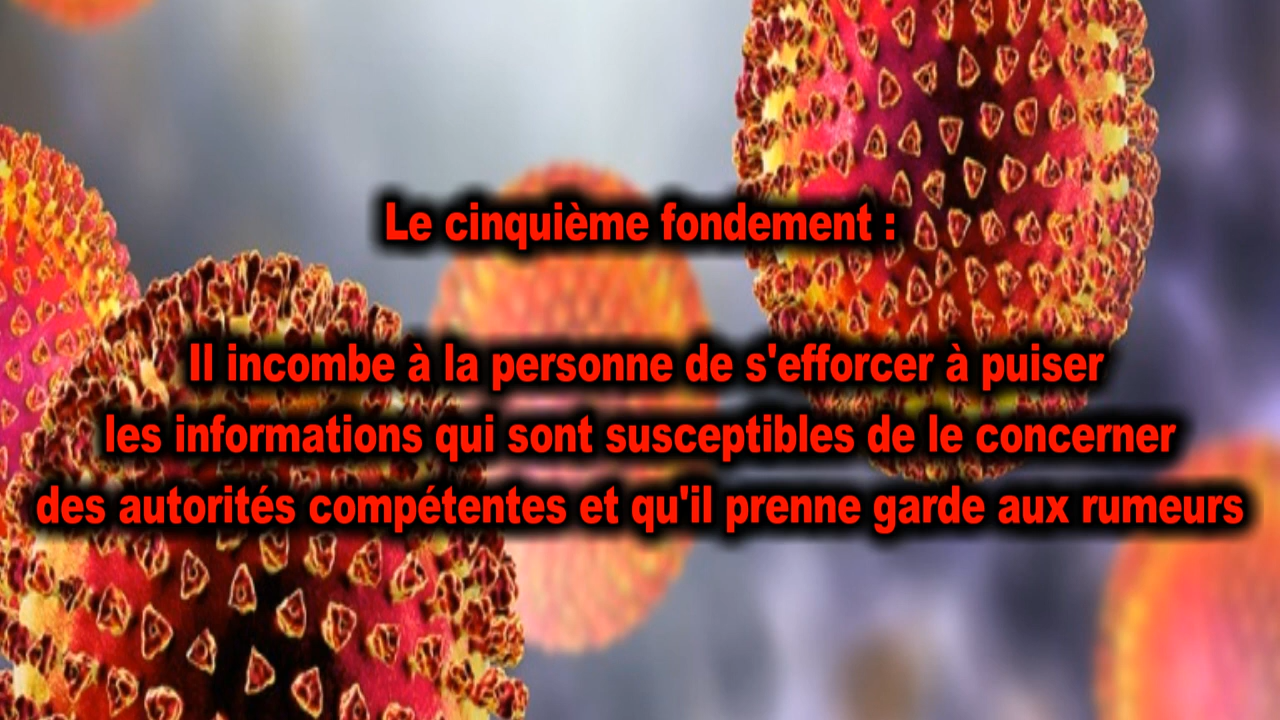 Le cinquième fondement :
Il incombe à la personne de s'efforcer à puiser
les informations qui sont susceptibles de le concerner
des autorités compétentes et qu'il prenne garde aux rumeurs